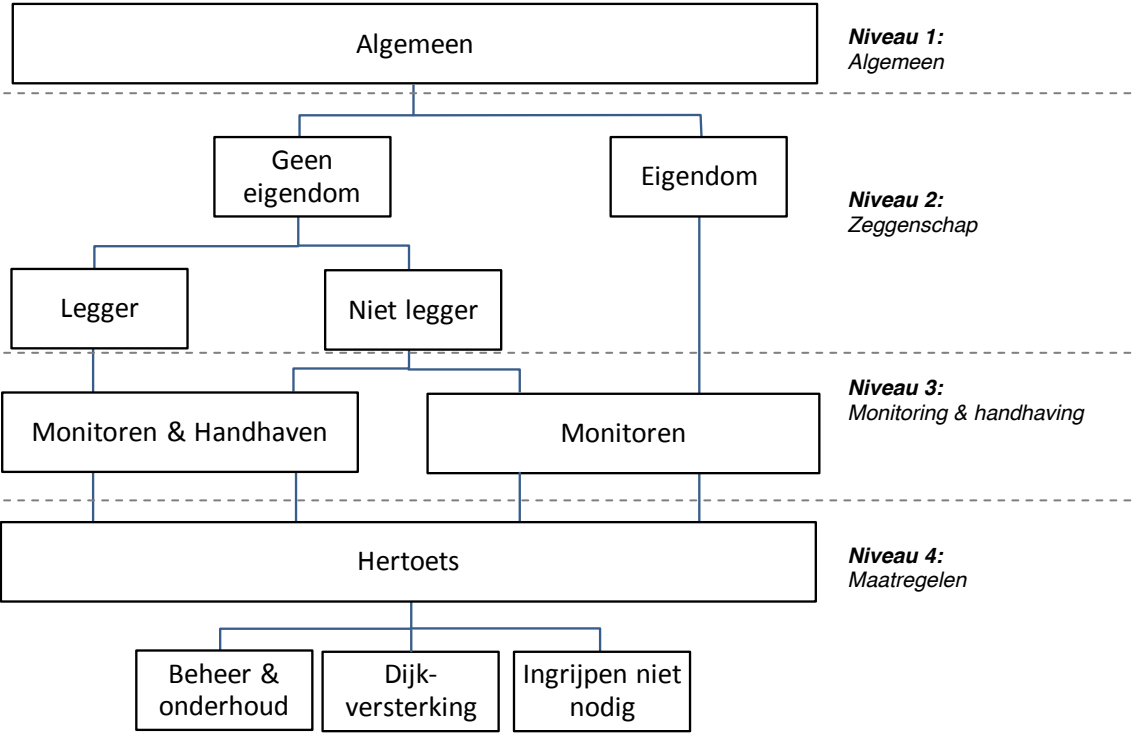 Algemeen
Niveau 1:
Algemeen
Geen
eigendom
Eigendom
Niveau 2:
Zeggenschap
Legger
Niet legger
Niveau 3:
Monitoring & handhaving
Monitoren & Handhaven
Monitoren
Hertoets
Niveau 4:
Maatregelen
Beheer &
onderhoud
Dijk-
versterking
Ingrijpen niet
nodig